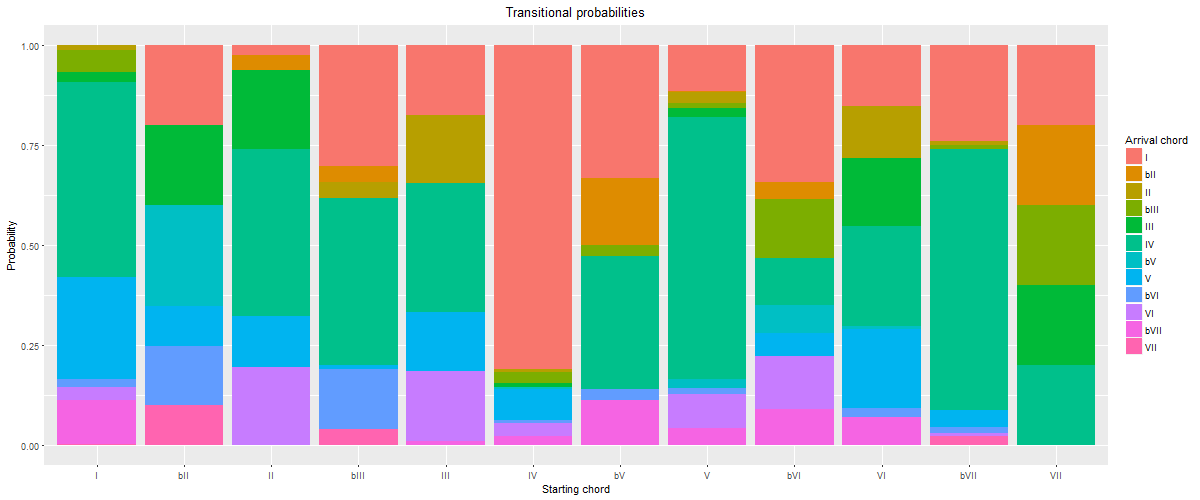 Transitional probabilities
Probability
1.00
0.75
0.50
0.25
0.00
I bII II bIII III IV bV V bVI VI bVII VII
Starting chord
Arrival chord
I
bII
II
bIII
III
IV
bV
V
bVI
VI
bVII
VII